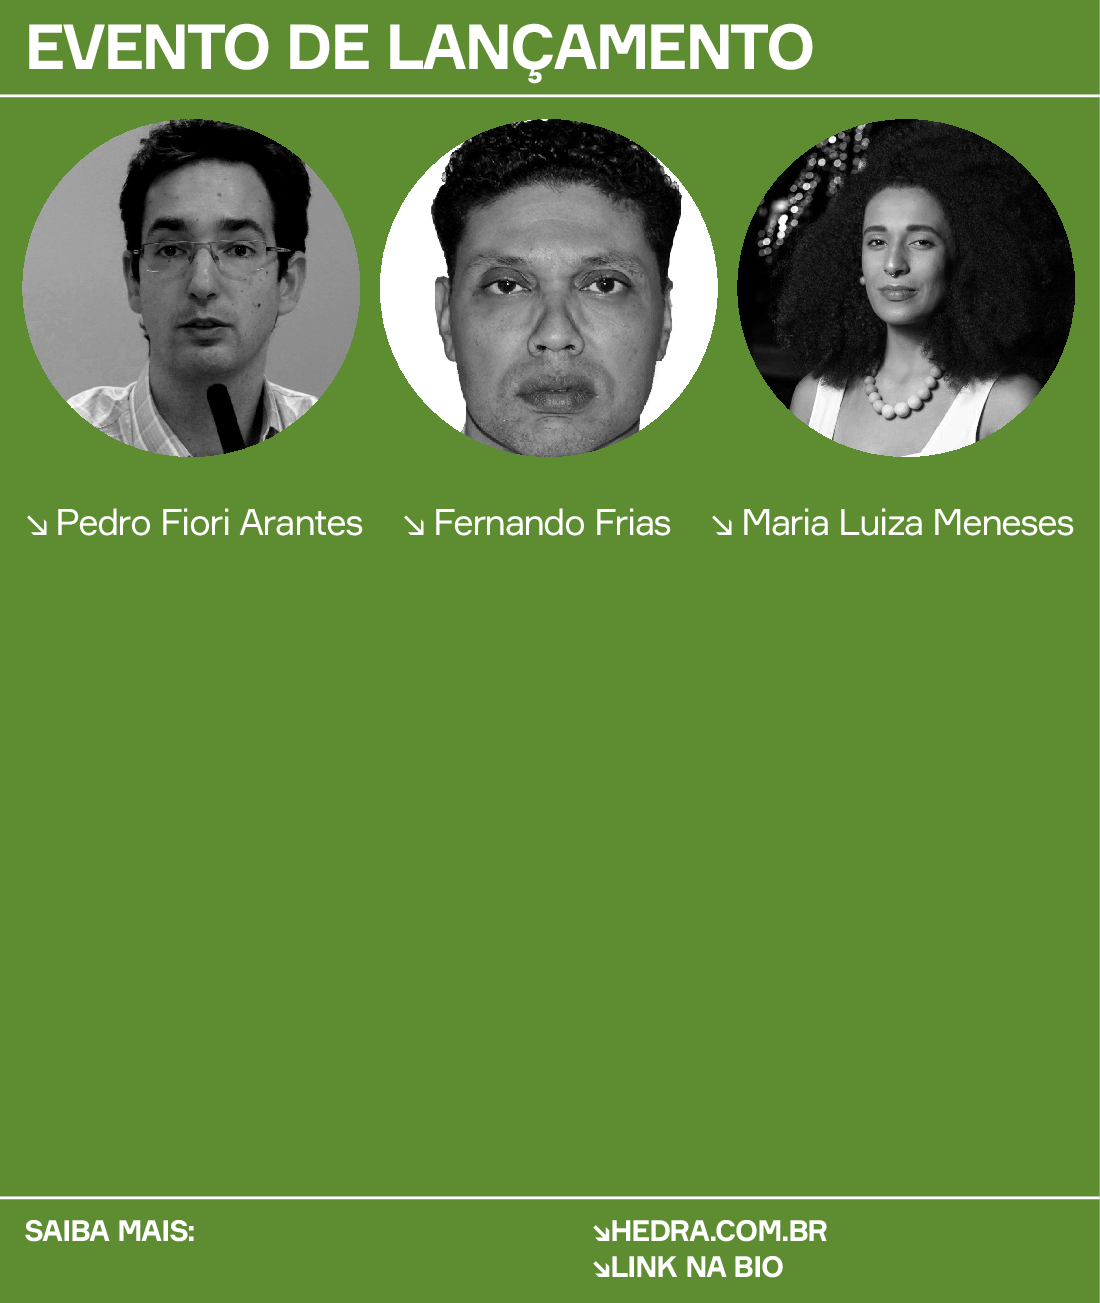 EVENTO DE LANÇAMENTO
↘ Pedro Fiori Arantes ↘ Fernando Frias ↘ Maria Luiza Meneses
SAIBA MAIS: ↘HEDRA.COM.BR
↘LINK NA BIO